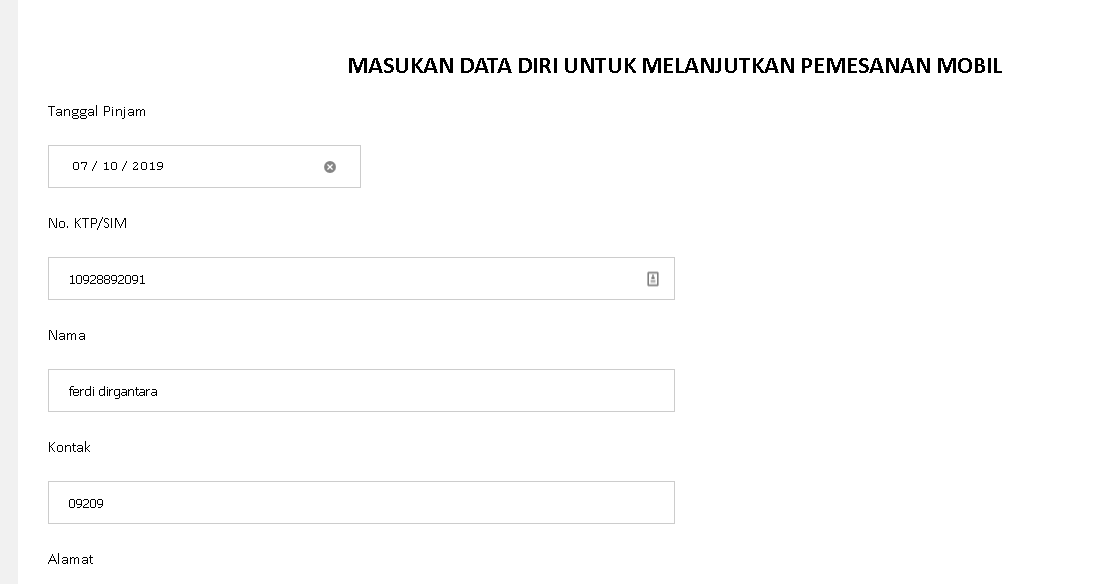 MASUKAN DATA DIRI UNTUK MELANJUTKAN PEMESANAN MOBIL
Tanggal Pinjam
07 / 10 / 2019
No. KTP/SIM
10928892091
Nama
ferdi dirgantara
Kontak
09209
Alamat